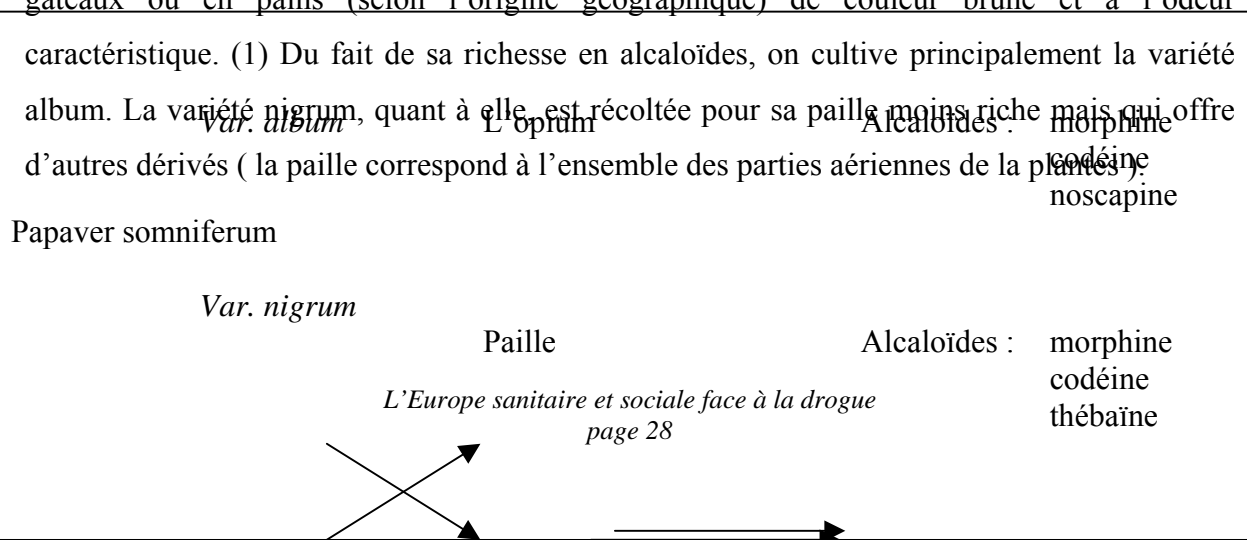 gâteaux ou en pains (selon l'origine géographique) de couleur brune et à l'odeur
caractéristique. (1) Du fait de sa richesse en alcaloïdes, on cultive principalement la variété
album. La variété nigrum, quant à elle, est récoltée pour sa paille moins riche mais qui offre
Var. album L'opium Alcaloïdes : morphine
d'autres dérivés ( la paille correspond à l'ensemble des parties aériennes de la plantes ).
codéine
noscapine
Papaver somniferum
Var. nigrum
Paille Alcaloïdes : morphine
codéine
thébaïne
L'Europe sanitaire et sociale face à la drogue
page 28